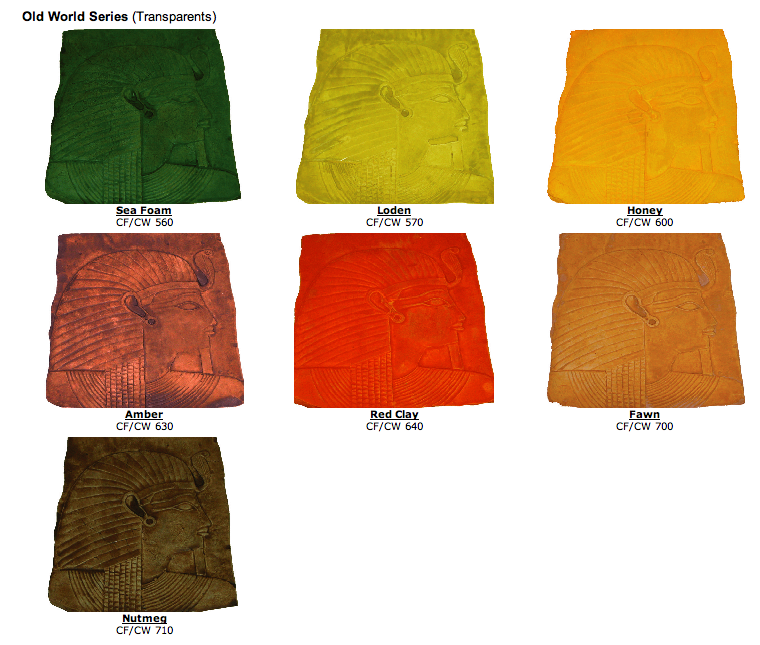 Old World Series (Transparents)
Sea Foam
CF/CW 560
Loden
CF/CW 570
Honey
CF/CW 600
Amber
CF/CW 630
Red Clay
CF/CW 640
Fawn
CF/CW 700
Nutmeg
CF/CW 710